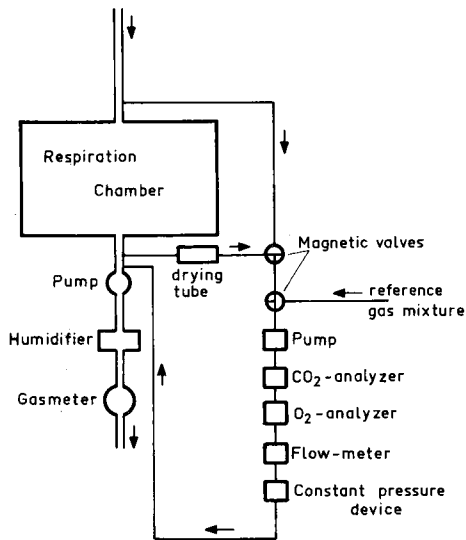 Respiration
Chamber
Magnetic valves
drying
tube
Pump
reference
gas mixture
Humidifier
Pump
CO2-analyzer
Gasmeter
O2-analyzer
Flow-meter
Constant pressure
device